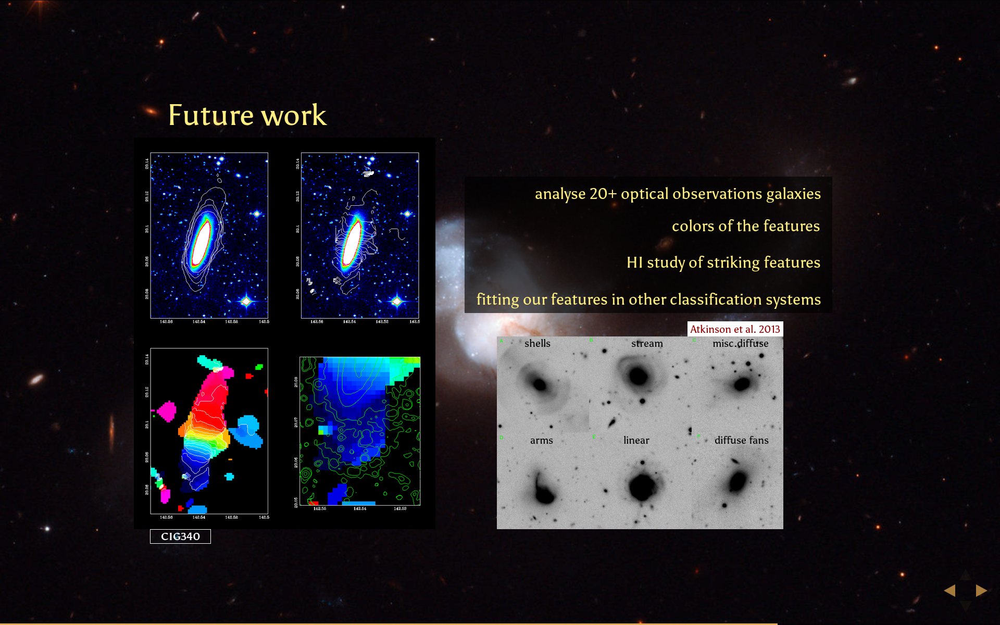 Future work
20.14
20.12
20.1
20.08
20.06
142.56
142.54
142.52
142.5
20.14
20.12
20.1
20.08
20.06
142.56
142.54
142.52
142.5
20.14
20.12
20.1
20.08
20.06
142.56
142.54
142.52
142.5
20.08
20.07
20.06
20.05
142.55
142.54
142.53
CIG340
analyse 20+ optical observations galaxies
colors of the features
HI study of striking features
fitting our features in other classification systems
Atkinson et al. 2013
A
shells
B
stream
C
misc.diffuse
D
arms
E
linear
F
diffuse fans